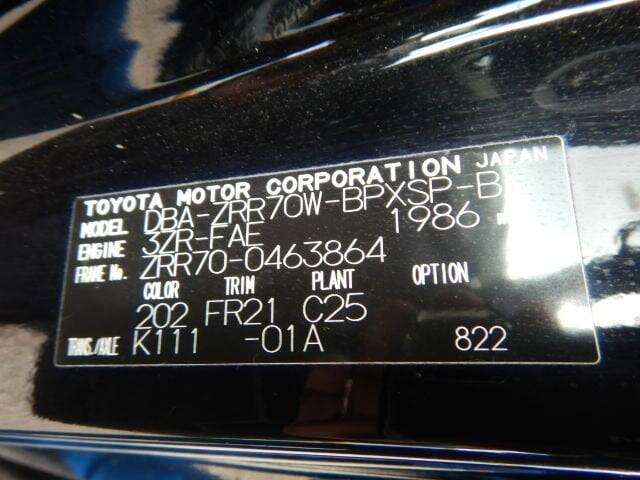 TOYOTA MOTOR CORPORATION JAPAN
MODEL DBA-ZRR70W-BPXSP-B
ENGINE 3ZR-FAE 1986
FRAME No. ZRR70-0463864
COLOR TRIM PLANT OPTION
202 FR21 C25
TRANS./AXLE K111 -01A 822